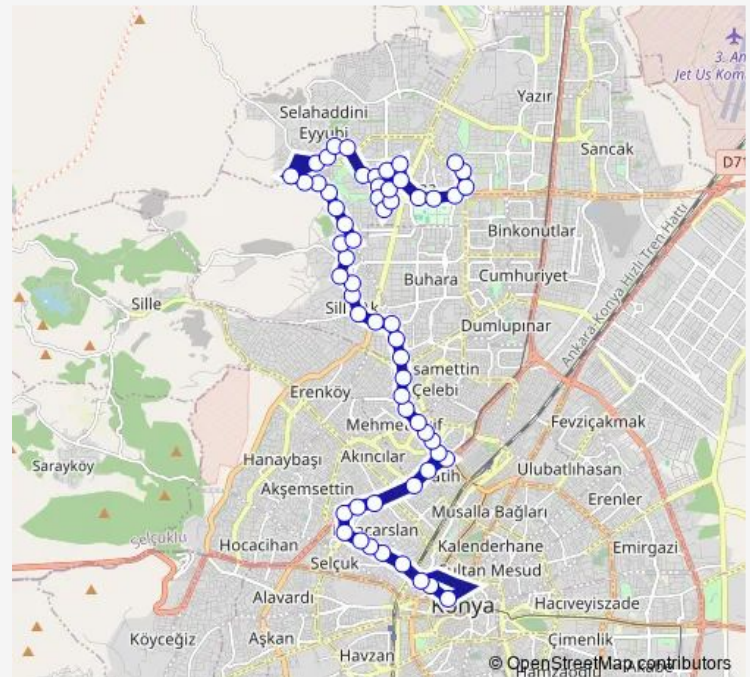 3. An
Jet Us Kom
Yazır
Selahaddini
Eyyubi
Sancak
D71
Binkonutlar
Buhara
Cumhuriyet
Ankara-Konya Hızlı Tren Hattı
Sille
Dumlupınar
samettin
Çelebi
Erenköy
Fevziçakmak
Hanaybaşı
Akıncılar
Sarayköy
Ulubatlıhasan
Akşemsettin
Erenler
Musalla Bağları
Selçuklu
Hocacihan
Kalenderhane
Emirgazi
Selçuk
Sultan Mesud
Alavardı
Konya
Hacıveyiszade
Köyceğiz
Aşkan
Çimenlik
Havzan
© OpenStreetMap contributors